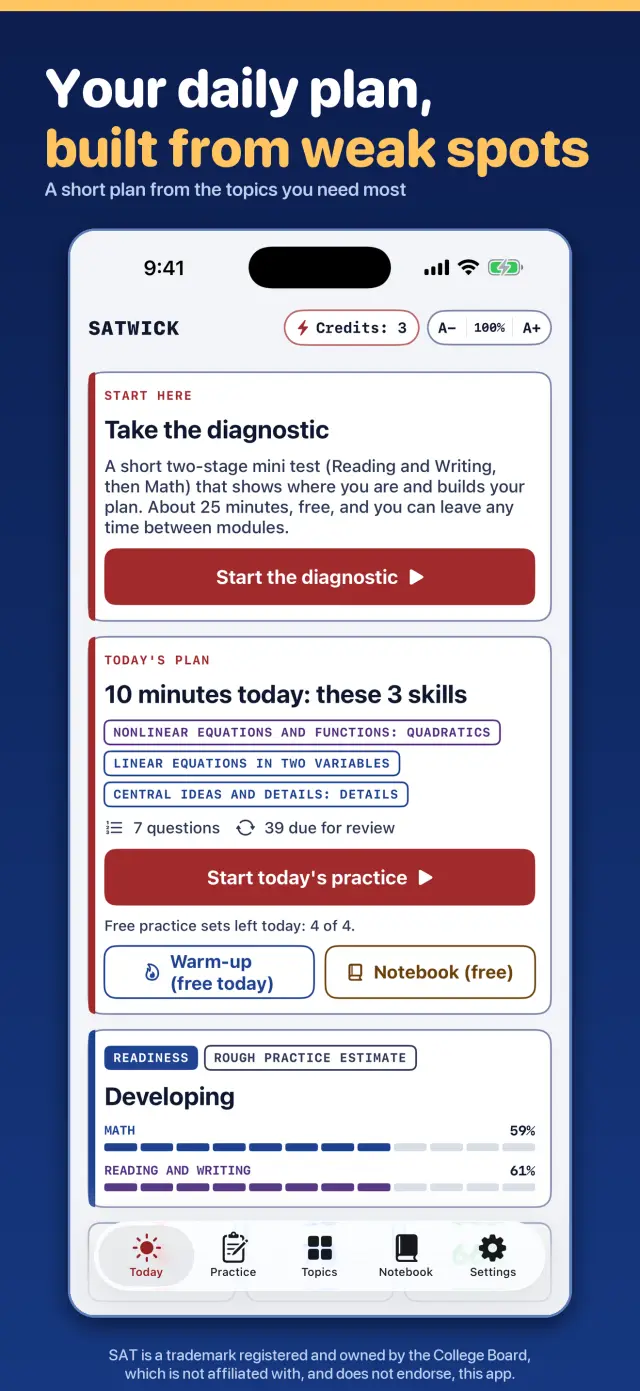 Your daily plan,
built from weak spots
A short plan from the topics you need most
9:41
SATWICK
Credits: 3
A−
100%
A+
START HERE
Take the diagnostic
A short two-stage mini test (Reading and Writing,
then Math) that shows where you are and builds your
plan. About 25 minutes, free, and you can leave any
time between modules.
Start the diagnostic
TODAY'S PLAN
10 minutes today: these 3 skills
NONLINEAR EQUATIONS AND FUNCTIONS: QUADRATICS
LINEAR EQUATIONS IN TWO VARIABLES
CENTRAL IDEAS AND DETAILS: DETAILS
7 questions
39 due for review
Start today's practice
Free practice sets left today: 4 of 4.
Warm-up
(free today)
Notebook (free)
READINESS
ROUGH PRACTICE ESTIMATE
Developing
MATH
59%
READING AND WRITING
61%
Today
Practice
Topics
Notebook
Settings
SAT is a trademark registered and owned by the College Board,
which is not affiliated with, and does not endorse, this app.